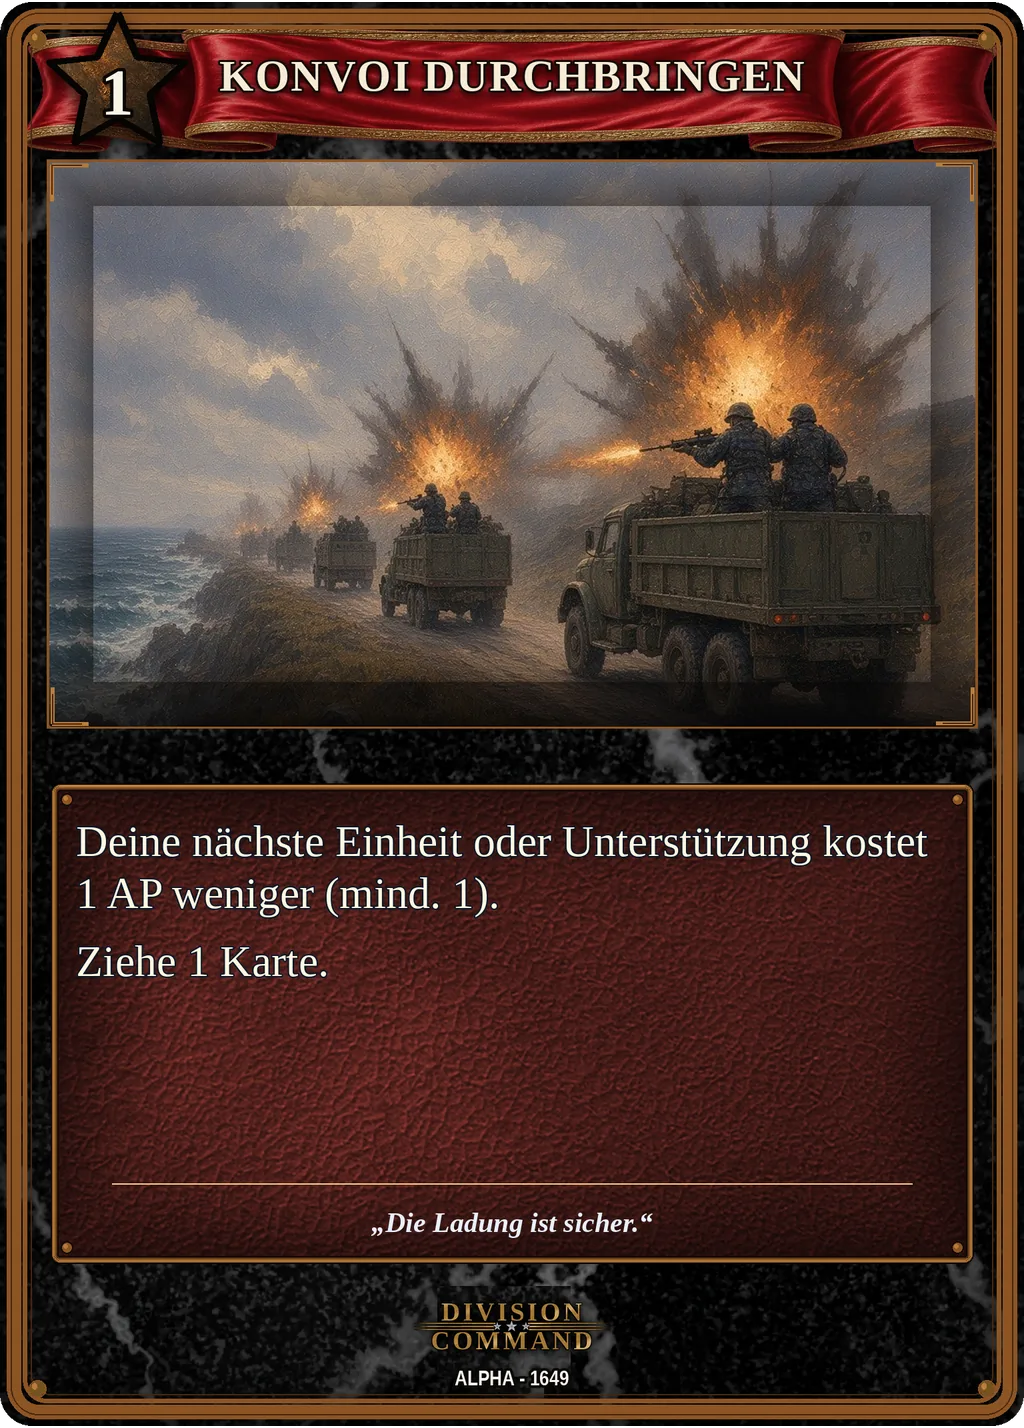 1
KONVOI DURCHBRINGEN
Deine nächste Einheit oder Unterstützung kostet
1 AP weniger (mind. 1).
Ziehe 1 Karte.
„Die Ladung ist sicher.“
DIVISION
COMMAND
ALPHA - 1649